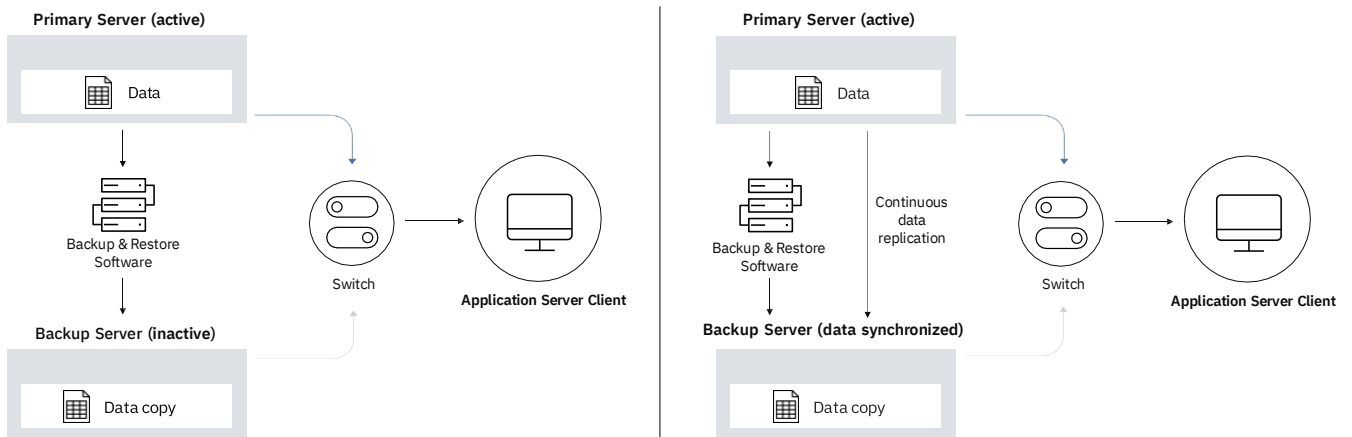 Primary Server (active)
Data
Backup & Restore
Software
Switch
Application Server Client
Backup Server (inactive)
Data copy
Primary Server (active)
Data
Continuous
data
replication
Backup & Restore
Software
Switch
Application Server Client
Backup Server (data synchronized)
Data copy